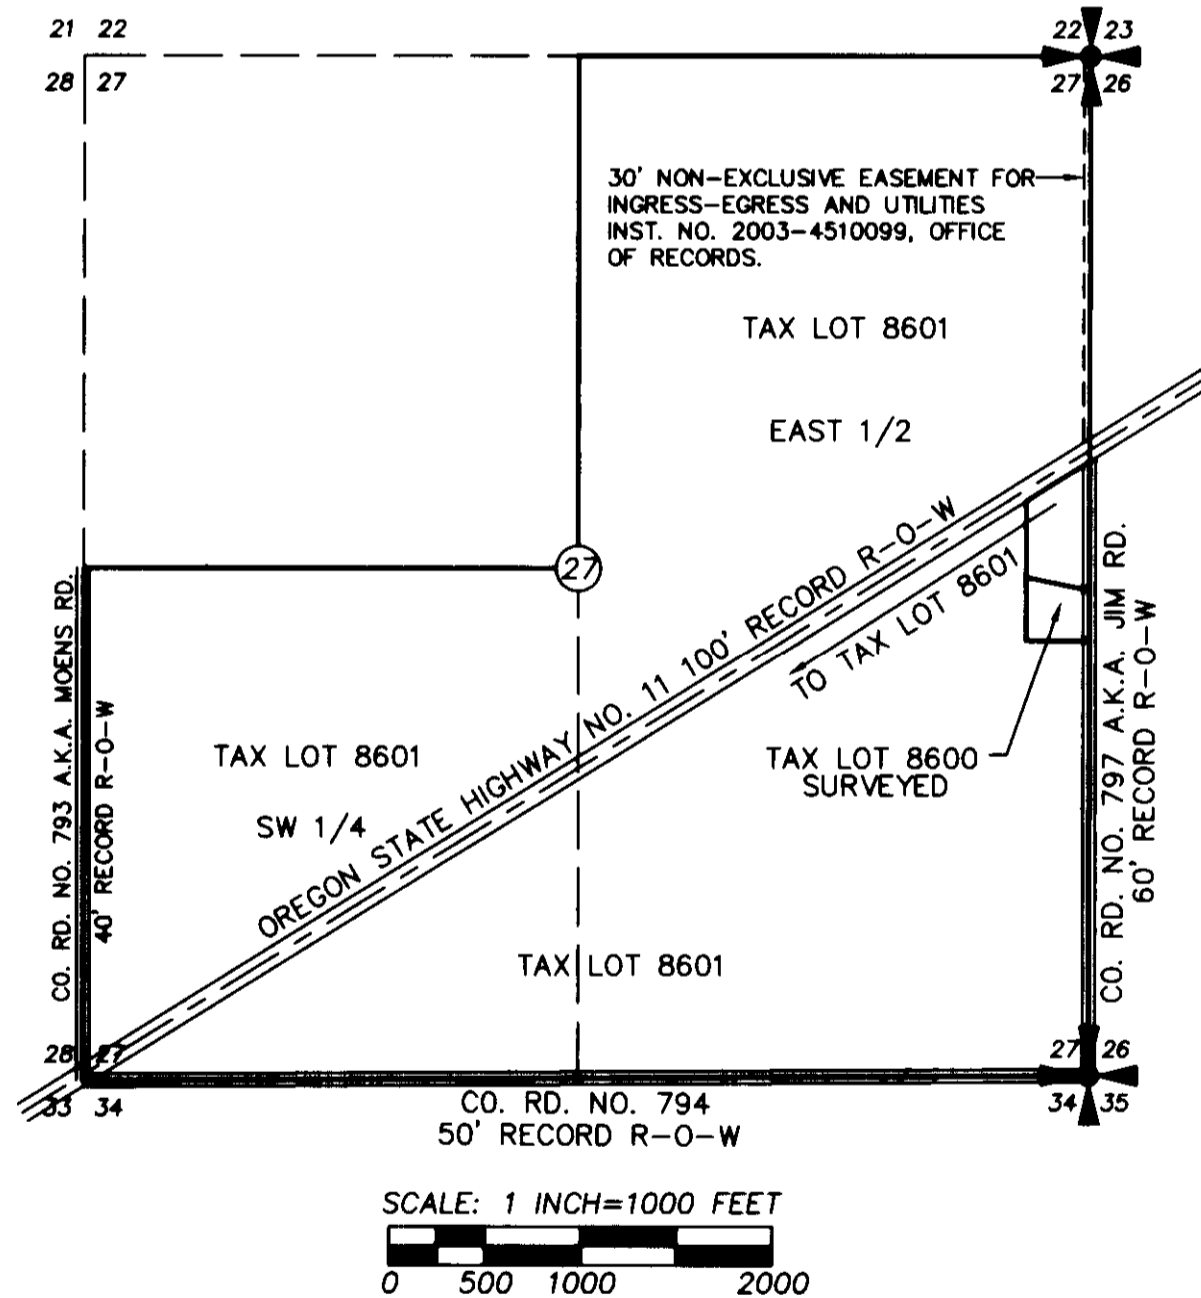 21 22
28 27
22 23
27 26
30' NON-EXCLUSIVE EASEMENT FOR
INGRESS-EGRESS AND UTILITIES
INST. NO. 2003-4510099, OFFICE
OF RECORDS.
TAX LOT 8601
EAST 1/2
27
OREGON STATE HIGHWAY NO. 11 100' RECORD R-O-W
TO TAX LOT 8601
CO. RD. NO. 793 A.K.A. MOENS RD.
40' RECORD R-O-W
TAX LOT 8601
SW 1/4
TAX LOT 8600
SURVEYED
CO. RD. NO. 797 A.K.A. JIM RD.
60' RECORD R-O-W
TAX LOT 8601
28 27
33 34
27 26
34 35
CO. RD. NO. 794
50' RECORD R-O-W
SCALE: 1 INCH=1000 FEET
0 500 1000 2000